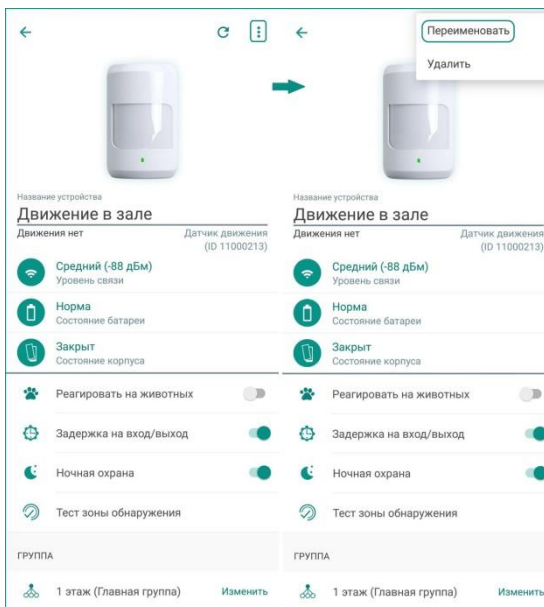 Название устройства
Движение в зале
Движения нет
Датчик движения
(ID 11000213)
Средний (-88 дБм)
Уровень связи
Норма
Состояние батареи
Закрыт
Состояние корпуса
Реагировать на животных
Задержка на вход/выход
Ночная охрана
Тест зоны обнаружения
ГРУППА
1 этаж (Главная группа) Изменить
Переименовать
Удалить
Название устройства
Движение в зале
Движения нет
Датчик движения
(ID 11000213)
Средний (-88 дБм)
Уровень связи
Норма
Состояние батареи
Закрыт
Состояние корпуса
Реагировать на животных
Задержка на вход/выход
Ночная охрана
Тест зоны обнаружения
ГРУППА
1 этаж (Главная группа) Изменить